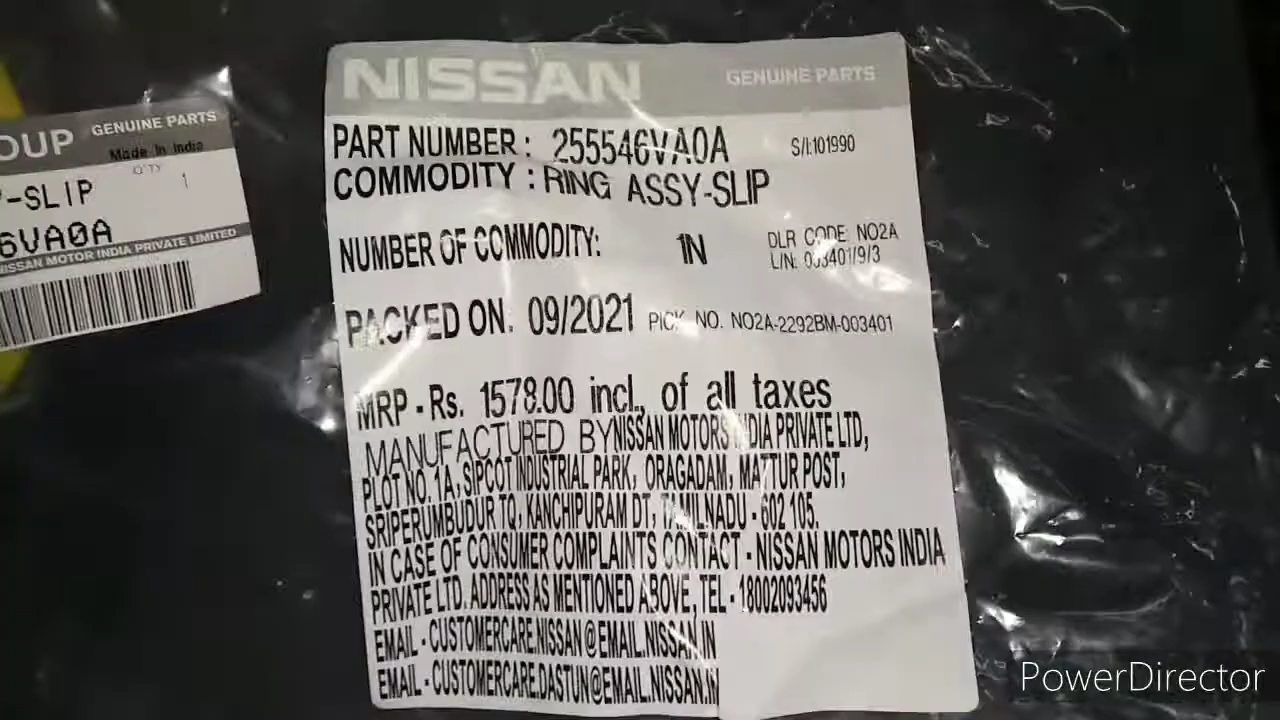 OUP GENUINE PARTS
Made In India
Q'TY
-SLIP 1
6VA0A
NISSAN MOTOR INDIA PRIVATE LIMITED
NISSAN GENUINE PARTS
PART NUMBER : 255546VA0A S/I:101990
COMMODITY : RING ASSY-SLIP
NUMBER OF COMMODITY: 1N DLR CODE: NO2A
L/N: 003401/9/3
PACKED ON. 09/2021 PICK NO. NO2A-2292BM-003401
MRP - Rs. 1578.00 incl., of all taxes
MANUFACTURED BY NISSAN MOTORS INDIA PRIVATE LTD,
PLOT NO. 1A, SIPCOT INDUSTRIAL PARK, ORAGADAM, MATTUR POST,
SRIPERUMBUDUR TQ, KANCHIPURAM DT, TAMILNADU - 602 105.
IN CASE OF CONSUMER COMPLAINTS CONTACT - NISSAN MOTORS INDIA
PRIVATE LTD. ADDRESS AS MENTIONED ABOVE, TEL - 18002093456
EMAIL - CUSTOMERCARE.NISSAN@EMAIL.NISSAN.IN
EMAIL - CUSTOMERCARE.DASTUN@EMAIL.NISSAN.IN
PowerDirector